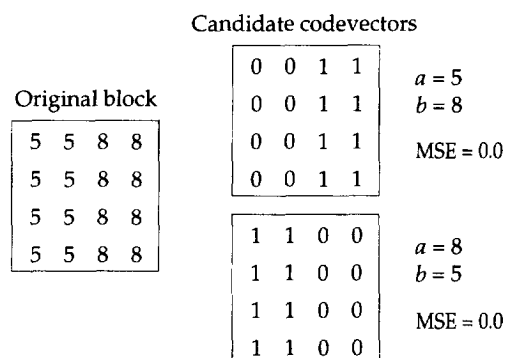 Candidate codevectors
Original block
5 5 8 8
5 5 8 8
5 5 8 8
5 5 8 8
0 0 1 1
0 0 1 1
0 0 1 1
0 0 1 1
a = 5
b = 8
MSE = 0.0
1 1 0 0
1 1 0 0
1 1 0 0
1 1 0 0
a = 8
b = 5
MSE = 0.0